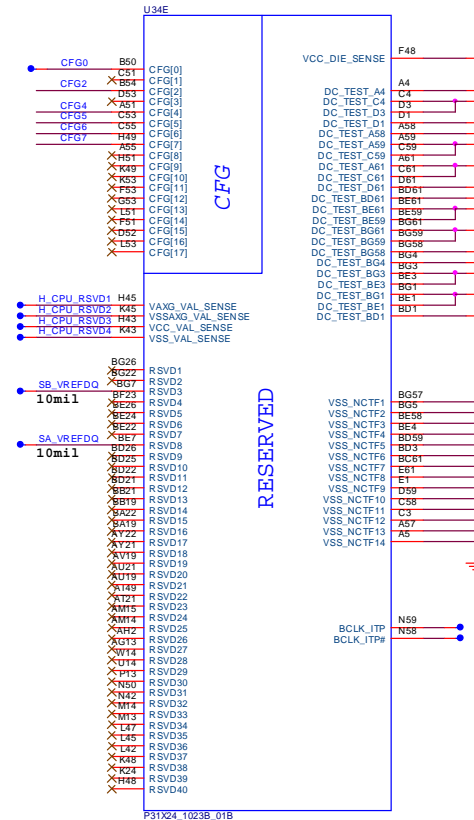 U34E
CFG0 B50 CFG[0]
C51 CFG[1]
CFG2 B54 CFG[2]
D53 CFG[3]
CFG4 A51 CFG[4]
CFG5 C53 CFG[5]
CFG6 C55 CFG[6]
CFG7 H49 CFG[7]
A55 CFG[8]
H51 CFG[9]
K49 CFG[10]
K53 CFG[11]
F53 CFG[12]
G53 CFG[13]
L51 CFG[14]
F51 CFG[15]
D52 CFG[16]
L53 CFG[17]
CFG
VCC_DIE_SENSE F48
DC_TEST_A4 A4
DC_TEST_C4 C4
DC_TEST_D3 D3
DC_TEST_D1 D1
DC_TEST_A58 A58
DC_TEST_A59 A59
DC_TEST_C59 C59
DC_TEST_A61 A61
DC_TEST_C61 C61
DC_TEST_D61 D61
DC_TEST_BD61 BD61
DC_TEST_BE61 BE61
DC_TEST_BE59 BE59
DC_TEST_BG61 BG61
DC_TEST_BG59 BG59
DC_TEST_BG58 BG58
DC_TEST_BG4 BG4
DC_TEST_BG3 BG3
DC_TEST_BE3 BE3
DC_TEST_BG1 BG1
DC_TEST_BE1 BE1
DC_TEST_BD1 BD1
H_CPU_RSVD1 H45 VAXG_VAL_SENSE
H_CPU_RSVD2 K45 VSSAXG_VAL_SENSE
H_CPU_RSVD3 H43 VCC_VAL_SENSE
H_CPU_RSVD4 K43 VSS_VAL_SENSE
BG26 RSVD1
BG22 RSVD2
SB_VREFDQ BG7 RSVD3
10mil
BF23 RSVD4
BE26 RSVD5
BE24 RSVD6
BE22 RSVD7
SA_VREFDQ BE7 RSVD8
10mil
BD26 RSVD9
BD25 RSVD10
BD22 RSVD11
BD21 RSVD12
BB21 RSVD13
BB19 RSVD14
BA22 RSVD15
BA19 RSVD16
AY22 RSVD17
AY21 RSVD18
AV19 RSVD19
AU21 RSVD20
AU19 RSVD21
AT49 RSVD22
AT21 RSVD23
AM15 RSVD24
AM14 RSVD25
AH2 RSVD26
AG13 RSVD27
W14 RSVD28
U14 RSVD29
P13 RSVD30
N50 RSVD31
N42 RSVD32
M14 RSVD33
M13 RSVD34
L47 RSVD35
L45 RSVD36
L42 RSVD37
K48 RSVD38
K24 RSVD39
H48 RSVD40
RESERVED
VSS_NCTF1 BG57
VSS_NCTF2 BG5
VSS_NCTF3 BE58
VSS_NCTF4 BE4
VSS_NCTF5 BD59
VSS_NCTF6 BD3
VSS_NCTF7 BC61
VSS_NCTF8 E61
VSS_NCTF9 E1
VSS_NCTF10 D59
VSS_NCTF11 C58
VSS_NCTF12 C3
VSS_NCTF13 A57
VSS_NCTF14 A5
BCLK_ITP N59
BCLK_ITP# N58
P31X24_1023B_01B